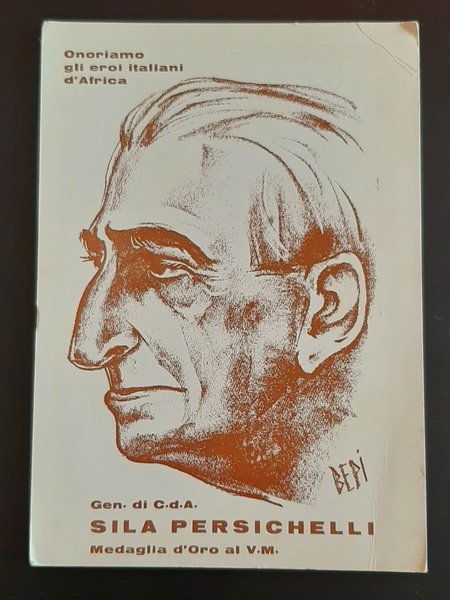 Onoriamo
gli eroi italiani
d'Africa
BEPI
Gen. di C.d.A.
SILA PERSICHELLI
Medaglia d'Oro al V.M.